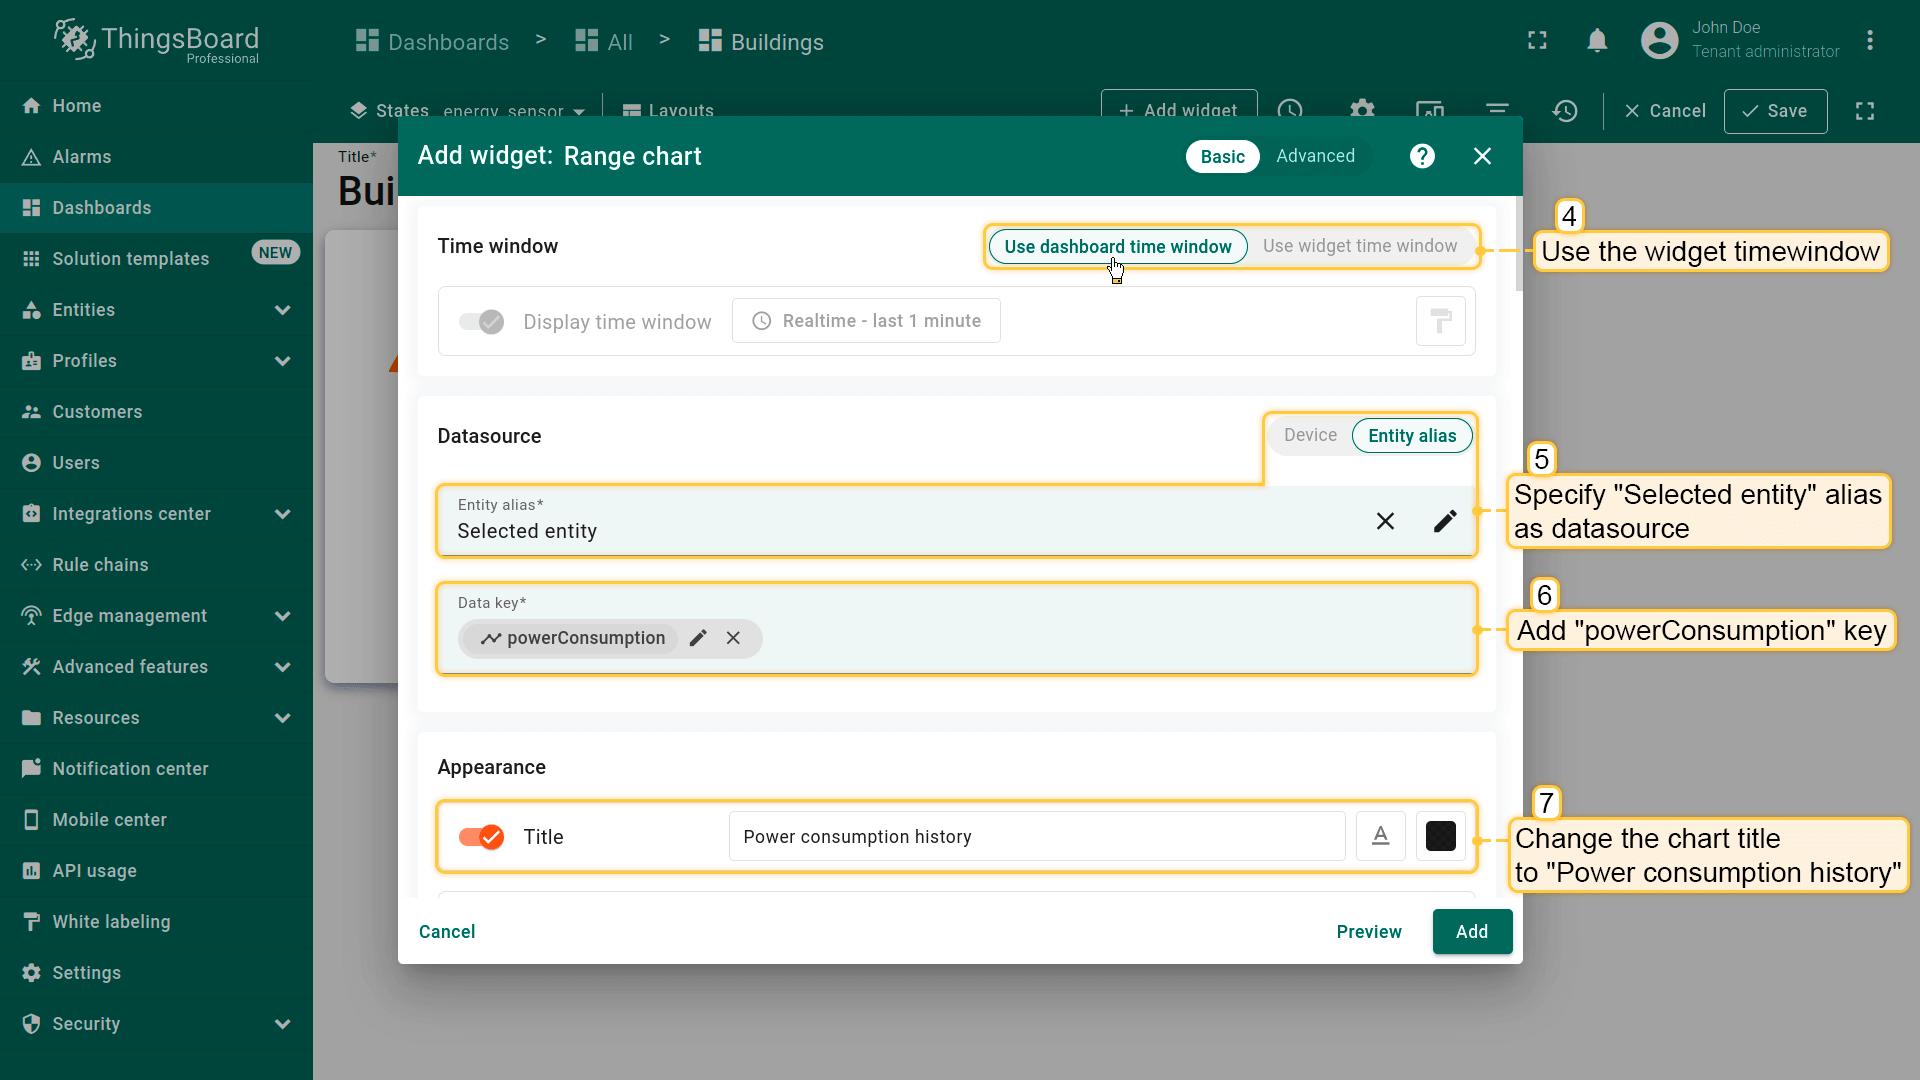 ThingsBoard
Professional
Dashboards > All > Buildings
John Doe
Tenant administrator
Home
Alarms
Dashboards
Solution templates NEW
Entities
Profiles
Customers
Users
Integrations center
Rule chains
Edge management
Advanced features
Resources
Notification center
Mobile center
API usage
White labeling
Settings
Security
States energy_sensor Layouts + Add widget Cancel Save
Title*
Bui
Add widget: Range chart Basic Advanced
Time window Use dashboard time window Use widget time window
Display time window Realtime - last 1 minute
Datasource Device Entity alias
Entity alias*
Selected entity
Data key*
powerConsumption
Appearance
Title Power consumption history
Cancel Preview Add
4
Use the widget timewindow
5
Specify "Selected entity" alias
as datasource
6
Add "powerConsumption" key
7
Change the chart title
to "Power consumption history"